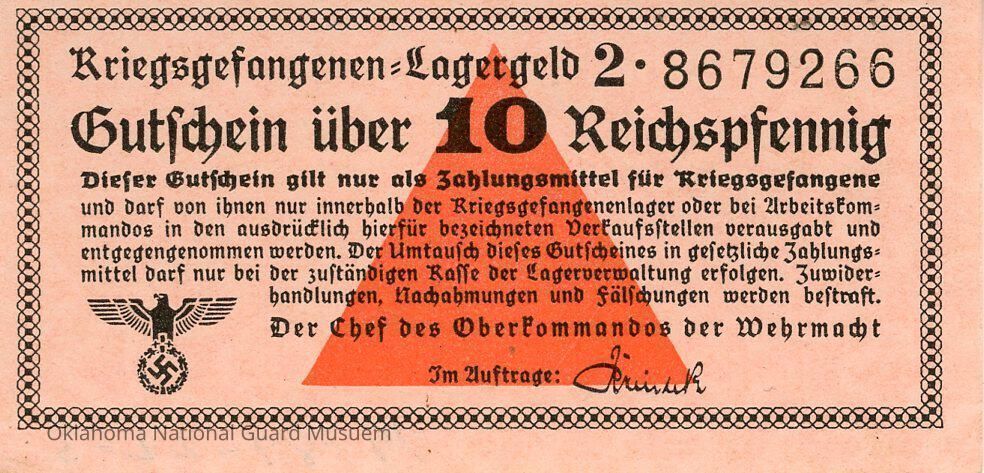 Kriegsgefangenen-Lagergeld 2·8679266
Gutschein über 10 Reichspfennig
Dieser Gutschein gilt nur als Zahlungsmittel für Kriegsgefangene
und darf von ihnen nur innerhalb der Kriegsgefangenenlager oder bei Arbeitskom-
mandos in den ausdrücklich hierfür bezeichneten Verkaufsstellen verausgabt und
entgegengenommen werden. Der Umtausch dieses Gutscheines in gesetzliche Zahlungs-
mittel darf nur bei der zuständigen Kasse der Lagerverwaltung erfolgen. Zuwider-
handlungen, Nachahmungen und Fälschungen werden bestraft.
Der Chef des Oberkommandos der Wehrmacht
Im Auftrage:
Oklahoma National Guard Musuem